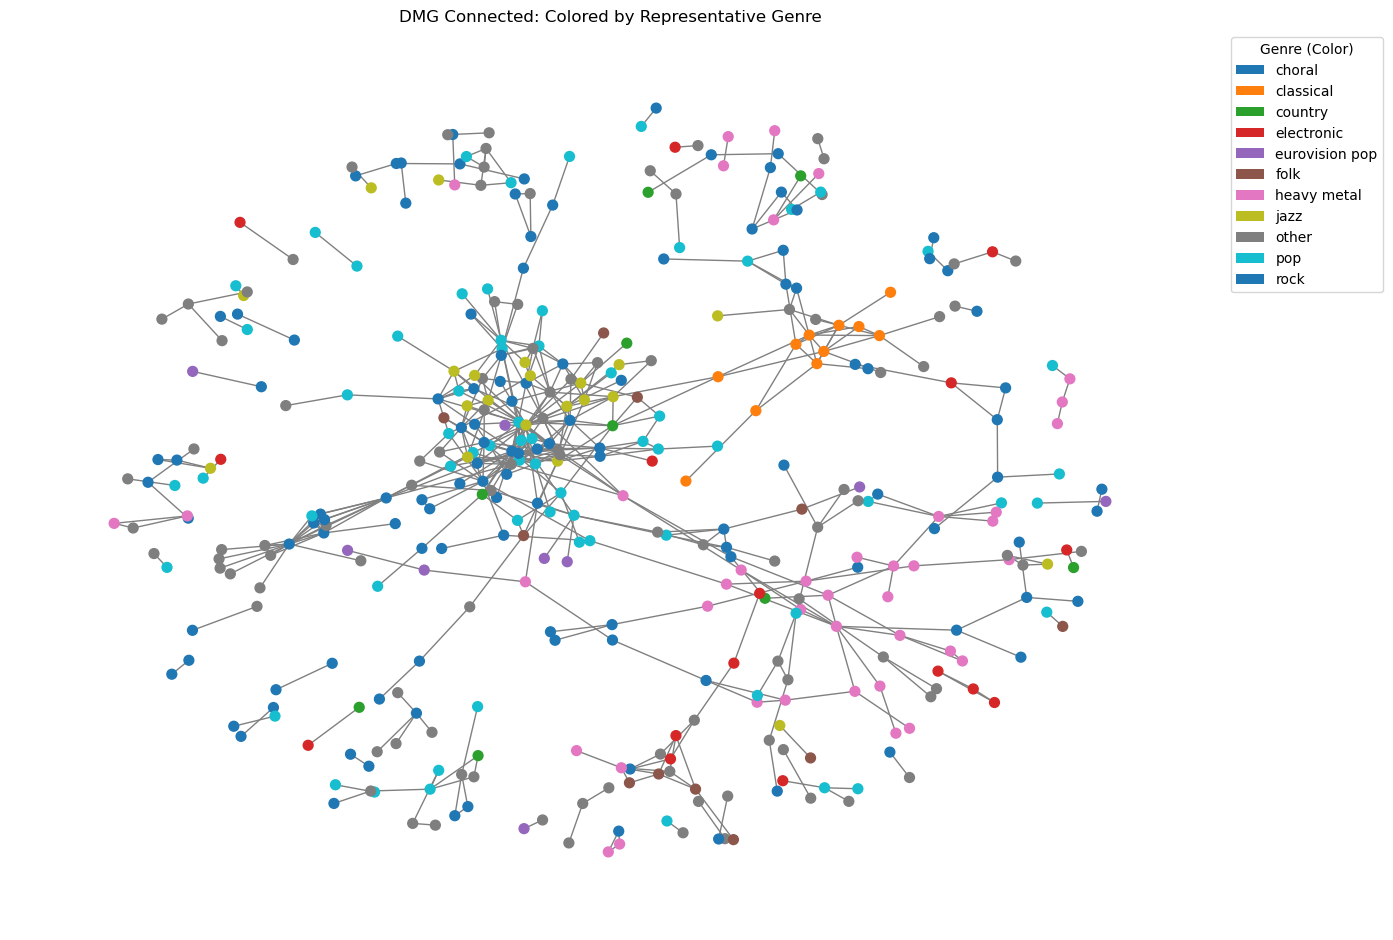 DMG Connected: Colored by Representative Genre
Genre (Color)
choral
classical
country
electronic
eurovision pop
folk
heavy metal
jazz
other
pop
rock